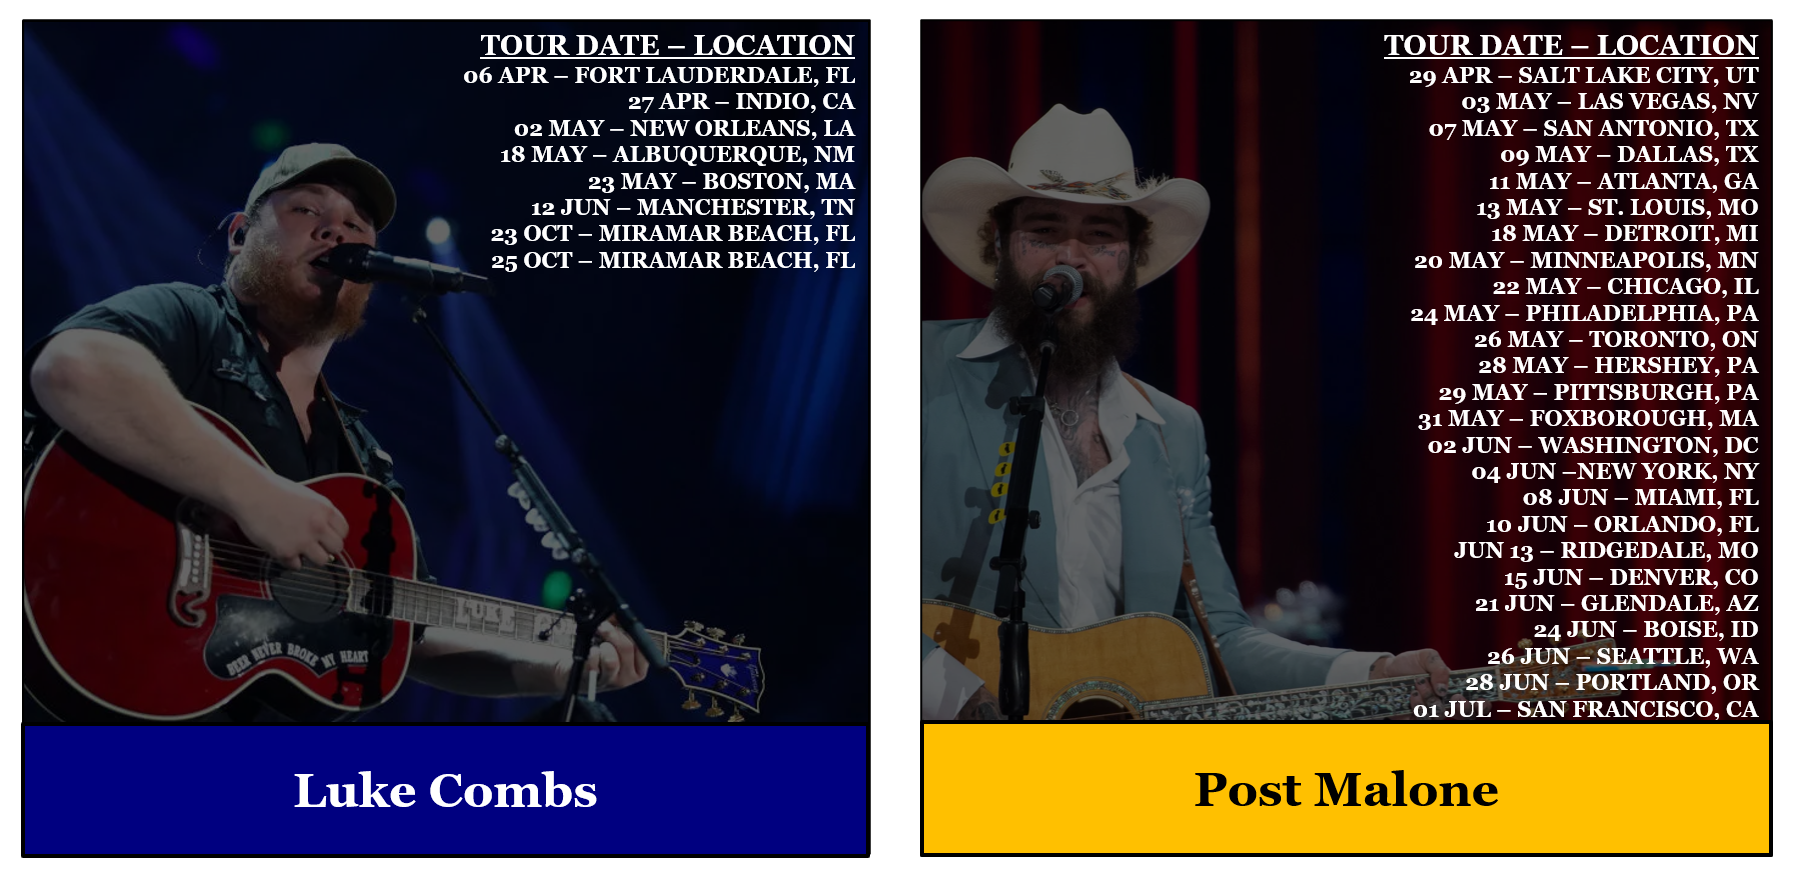 TOUR DATE – LOCATION
06 APR – FORT LAUDERDALE, FL
27 APR – INDIO, CA
02 MAY – NEW ORLEANS, LA
18 MAY – ALBUQUERQUE, NM
23 MAY – BOSTON, MA
12 JUN – MANCHESTER, TN
23 OCT – MIRAMAR BEACH, FL
25 OCT – MIRAMAR BEACH, FL
BEER NEVER BROKE MY HEART
Luke Combs
TOUR DATE – LOCATION
29 APR – SALT LAKE CITY, UT
03 MAY – LAS VEGAS, NV
07 MAY – SAN ANTONIO, TX
09 MAY – DALLAS, TX
11 MAY – ATLANTA, GA
13 MAY – ST. LOUIS, MO
18 MAY – DETROIT, MI
20 MAY – MINNEAPOLIS, MN
22 MAY – CHICAGO, IL
24 MAY – PHILADELPHIA, PA
26 MAY – TORONTO, ON
28 MAY – HERSHEY, PA
29 MAY – PITTSBURGH, PA
31 MAY – FOXBOROUGH, MA
02 JUN – WASHINGTON, DC
04 JUN –NEW YORK, NY
08 JUN – MIAMI, FL
10 JUN – ORLANDO, FL
JUN 13 – RIDGEDALE, MO
15 JUN – DENVER, CO
21 JUN – GLENDALE, AZ
24 JUN – BOISE, ID
26 JUN – SEATTLE, WA
28 JUN – PORTLAND, OR
01 JUL – SAN FRANCISCO, CA
Post Malone